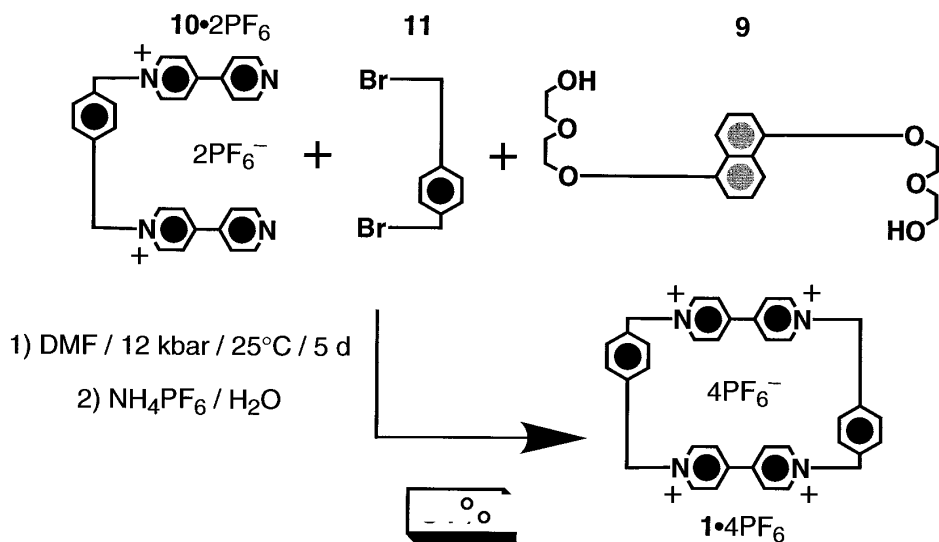 10•2PF₆ 11 9
+
N N
Br
OH
O
O
2PF₆⁻ + +
O
O
Br
HO
N N
+
+ +
N N
1) DMF / 12 kbar / 25°C / 5 d
2) NH₄PF₆ / H₂O
4PF₆⁻
N N
+ +
1•4PF₆